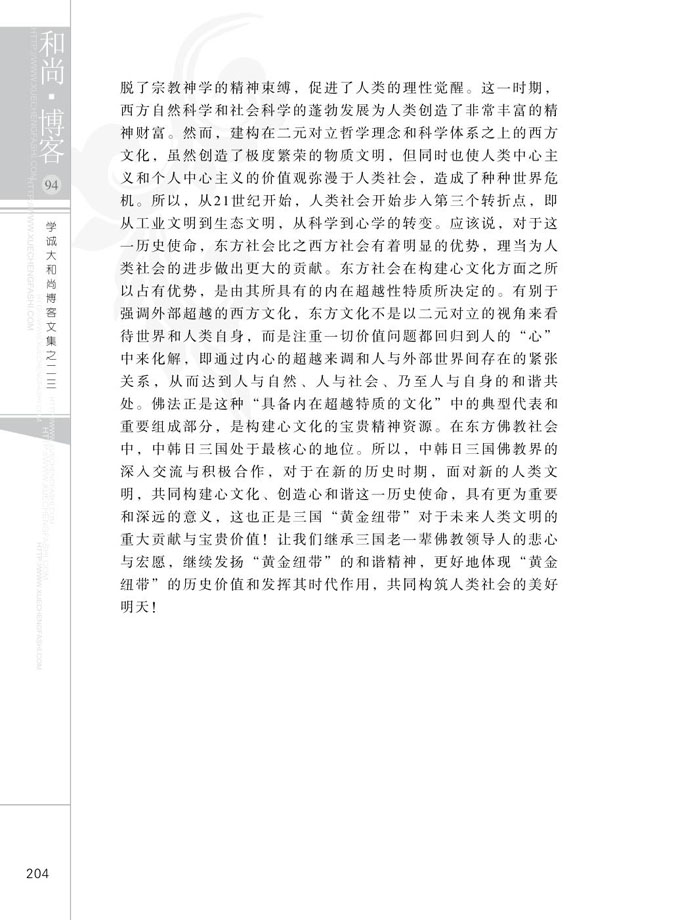 和尚·博客
94
学诚大和尚博客文集之二三
脱了宗教神学的精神束缚，促进了人类的理性觉醒。这一时期，
西方自然科学和社会科学的蓬勃发展为人类创造了非常丰富的精
神财富。然而，建构在二元对立哲学理念和科学体系之上的西方
文化，虽然创造了极度繁荣的物质文明，但同时也使人类中心主
义和个人中心主义的价值观弥漫于人类社会，造成了种种世界危
机。所以，从21世纪开始，人类社会开始步入第三个转折点，即
从工业文明到生态文明，从科学到心学的转变。应该说，对于这
一历史使命，东方社会比之西方社会有着明显的优势，理当为人
类社会的进步做出更大的贡献。东方社会在构建心文化方面之所
以占有优势，是由其所具有的内在超越性特质所决定的。有别于
强调外部超越的西方文化，东方文化不是以二元对立的视角来看
待世界和人类自身，而是注重一切价值问题都回归到人的“心”
中来化解，即通过内心的超越来调和人与外部世界间存在的紧张
关系，从而达到人与自然、人与社会、乃至人与自身的和谐共
处。佛法正是这种“具备内在超越特质的文化”中的典型代表和
重要组成部分，是构建心文化的宝贵精神资源。在东方佛教社会
中，中韩日三国处于最核心的地位。所以，中韩日三国佛教界的
深入交流与积极合作，对于在新的历史时期，面对新的人类文
明，共同构建心文化、创造心和谐这一历史使命，具有更为重要
和深远的意义，这也正是三国“黄金纽带”对于未来人类文明的
重大贡献与宝贵价值！让我们继承三国老一辈佛教领导人的悲心
与宏愿，继续发扬“黄金纽带”的和谐精神，更好地体现“黄金
纽带”的历史价值和发挥其时代作用，共同构筑人类社会的美好
明天！
204